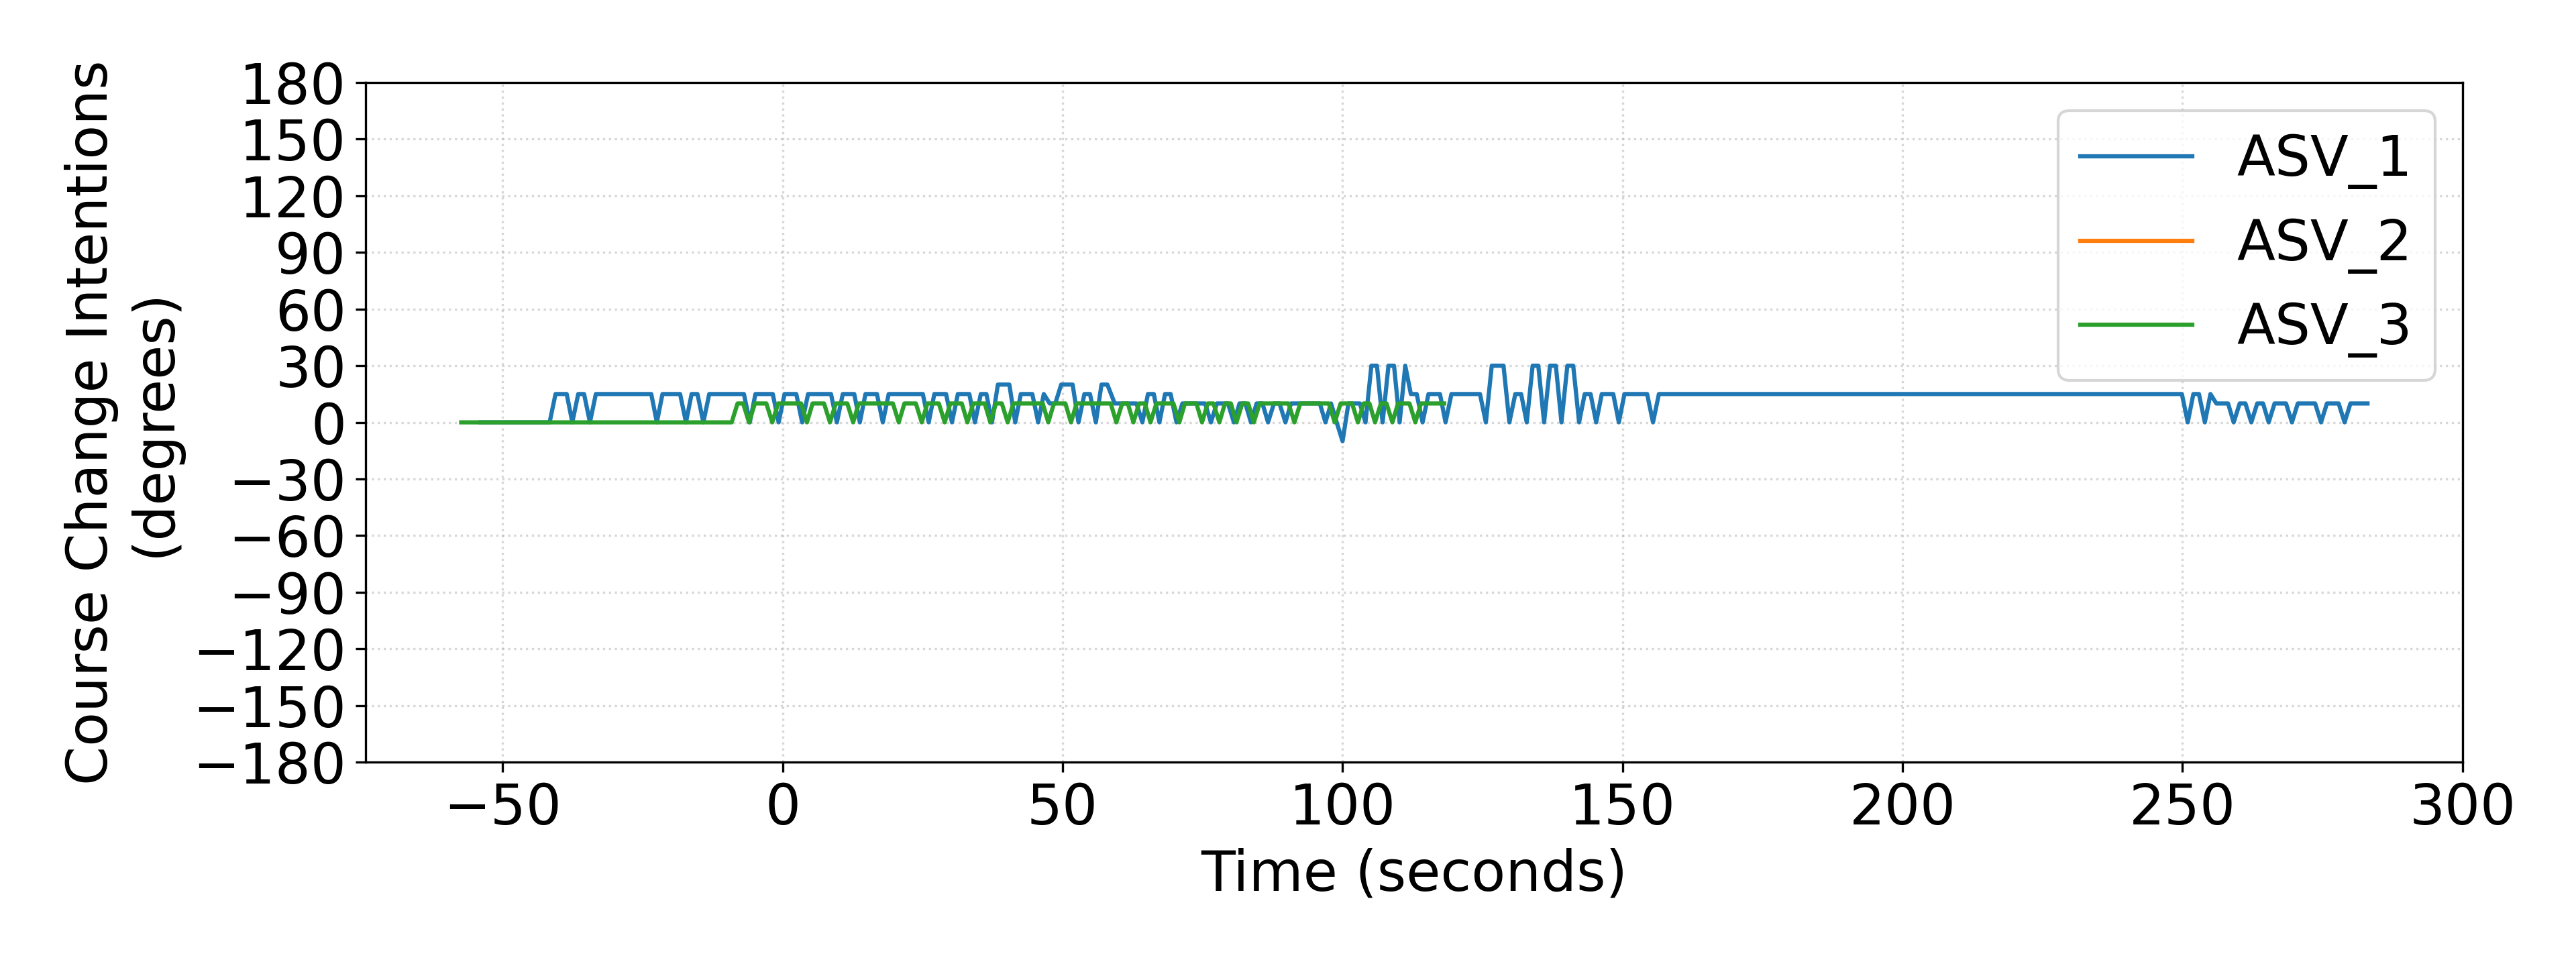 Course Change Intentions
(degrees)
180
150
120
90
60
30
0
−30
−60
−90
−120
−150
−180
−50 0 50 100 150 200 250 300
Time (seconds)
ASV_1
ASV_2
ASV_3